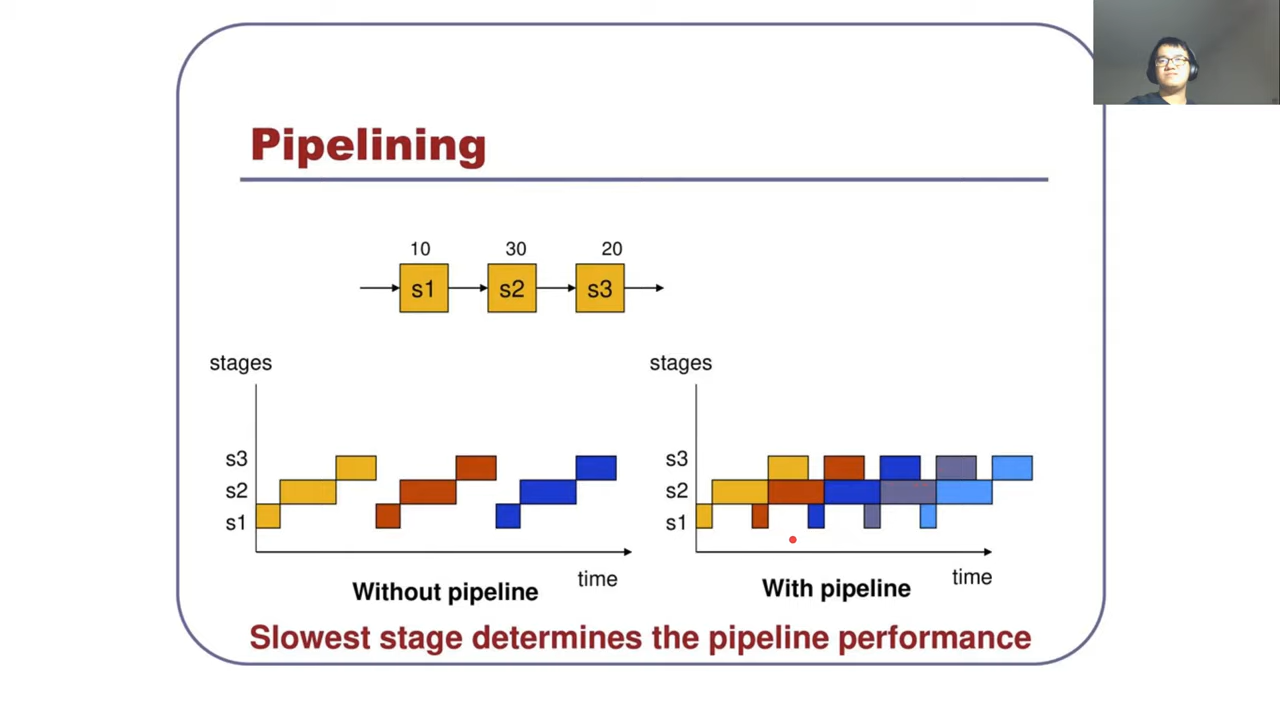 Pipelining
10 30 20
s1 s2 s3
stages
s3
s2
s1
time
Without pipeline
stages
s3
s2
s1
time
With pipeline
Slowest stage determines the pipeline performance